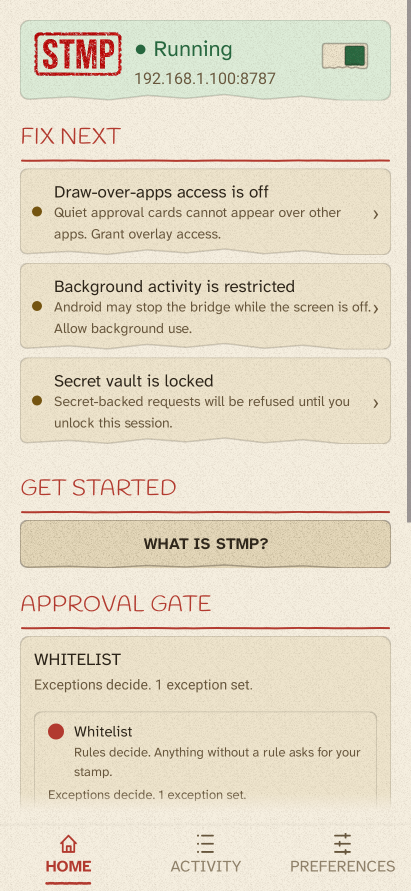 STMP
Running
192.168.1.100:8787
FIX NEXT
Draw-over-apps access is off
Quiet approval cards cannot appear over other
apps. Grant overlay access.
Background activity is restricted
Android may stop the bridge while the screen is off.
Allow background use.
Secret vault is locked
Secret-backed requests will be refused until you
unlock this session.
GET STARTED
WHAT IS STMP?
APPROVAL GATE
WHITELIST
Exceptions decide. 1 exception set.
Whitelist
Rules decide. Anything without a rule asks for your
stamp.
Exceptions decide. 1 exception set.
HOME
ACTIVITY
PREFERENCES